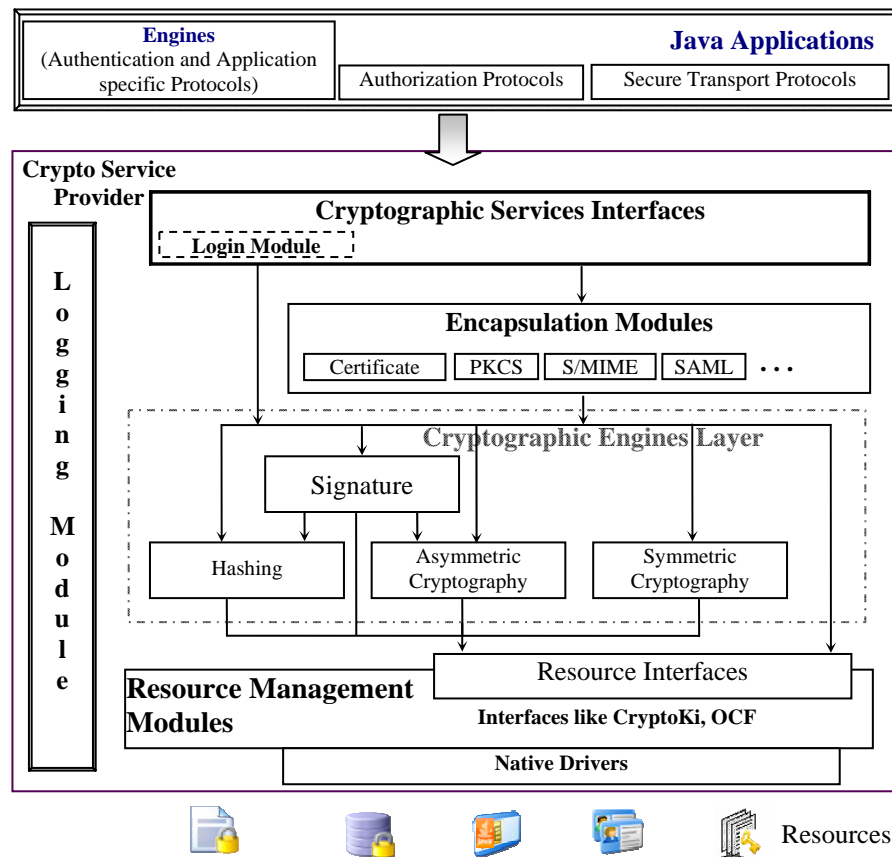 Engines
(Authentication and Application
specific Protocols)
Java Applications
Authorization Protocols
Secure Transport Protocols
Crypto Service
Provider
Cryptographic Services Interfaces
Login Module
Logging Module
Encapsulation Modules
Certificate
PKCS
S/MIME
SAML
...
Cryptographic Engines Layer
Signature
Hashing
Asymmetric
Cryptography
Symmetric
Cryptography
Resource Interfaces
Resource Management
Modules
Interfaces like CryptoKi, OCF
Native Drivers
Resources